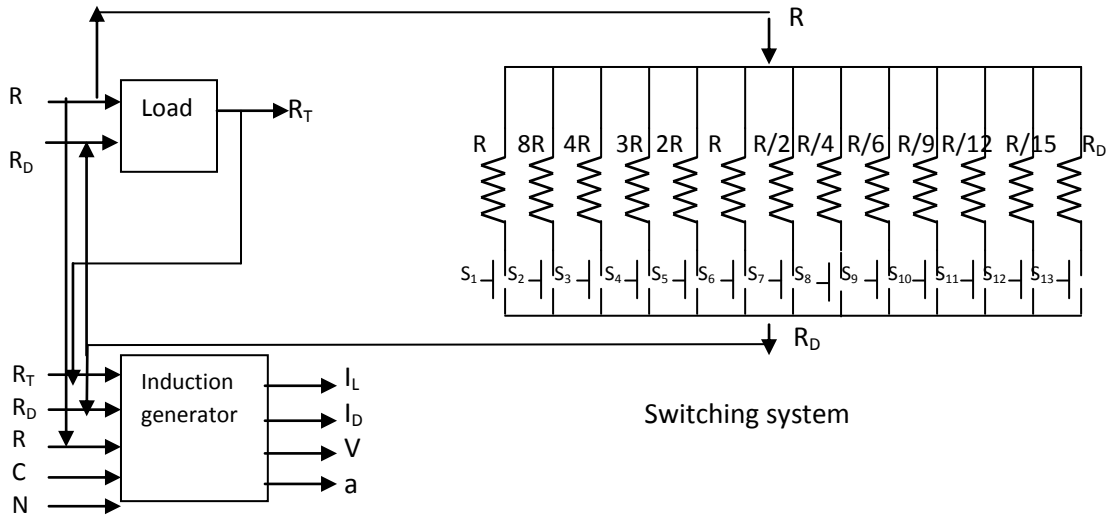 R
R
Load
R_T
R_D
R 8R 4R 3R 2R R R/2 R/4 R/6 R/9 R/12 R/15 R_D
S₁ S₂ S₃ S₄ S₅ S₆ S₇ S₈ S₉ S₁₀ S₁₁ S₁₂ S₁₃
R_D
R_T
R_D
R
C
N
Induction
generator
I_L
I_D
V
a
Switching system